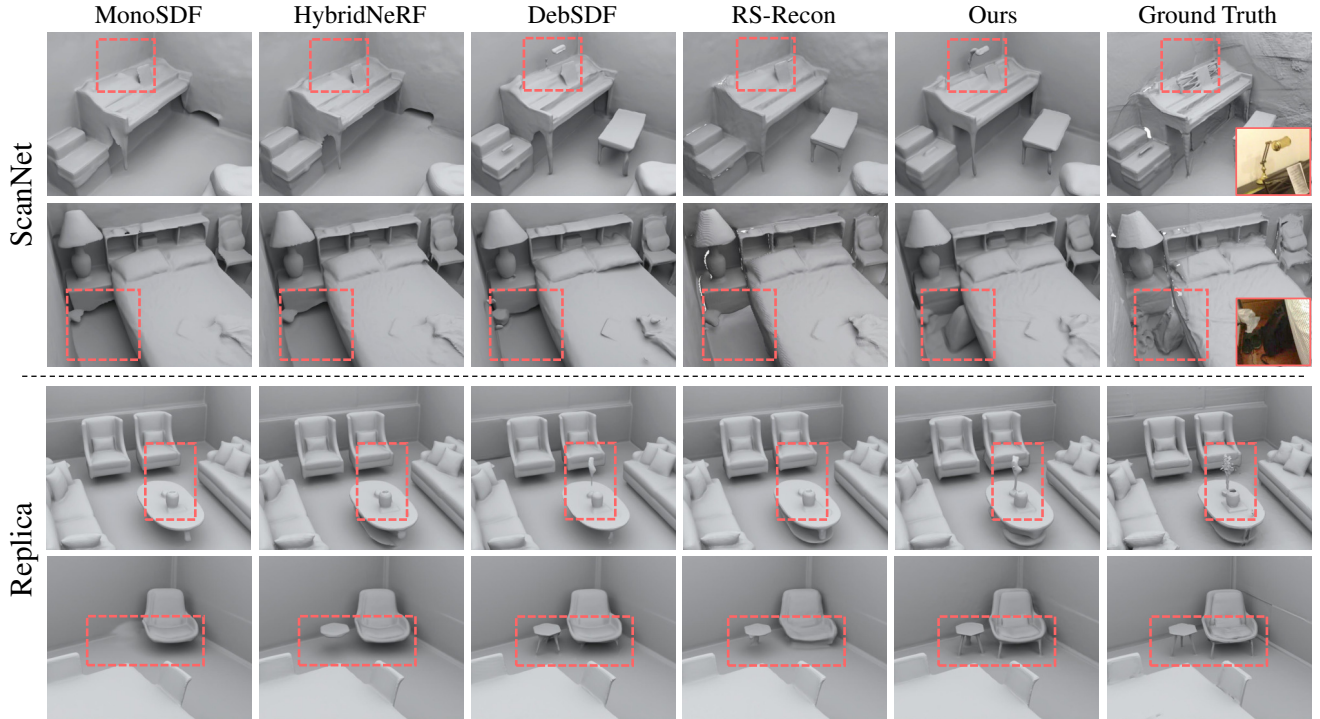 MonoSDF HybridNeRF DebSDF RS-Recon Ours Ground Truth
ScanNet
Replica